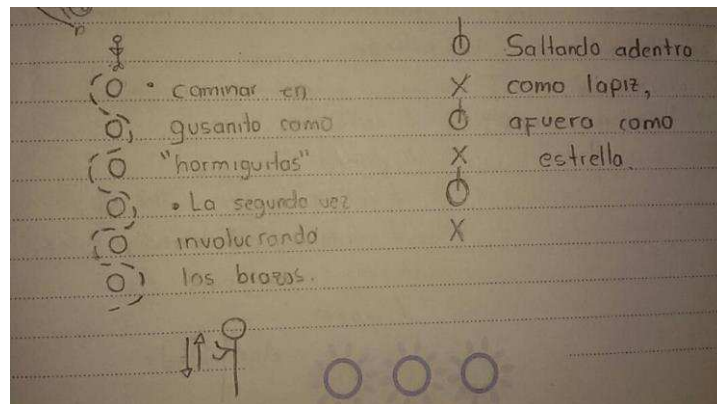 • caminar en
gusanito como
"hormiguitas"
• La segunda vez
involucrando
los brazos.
Saltando adentro
como lapiz,
afuera como
estrella.